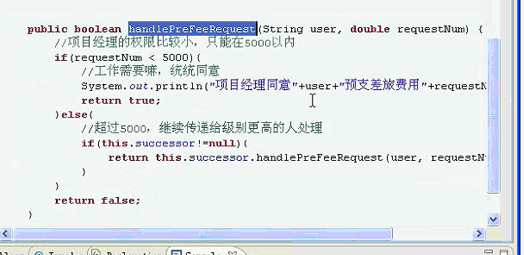 public boolean handlePreFeeRequest(String user, double requestNum) {
//项目经理的权限比较小，只能在5000以内
if(requestNum < 5000){
//工作需要嘛，统统同意
System.out.println("项目经理同意"+user+"预支差旅费用"+requestN
return true;
}else{
//超过5000，继续传递给级别更高的人处理
if(this.successor!=null){
return this.successor.handlePreFeeRequest(user, requestN
}
}
return false;
}